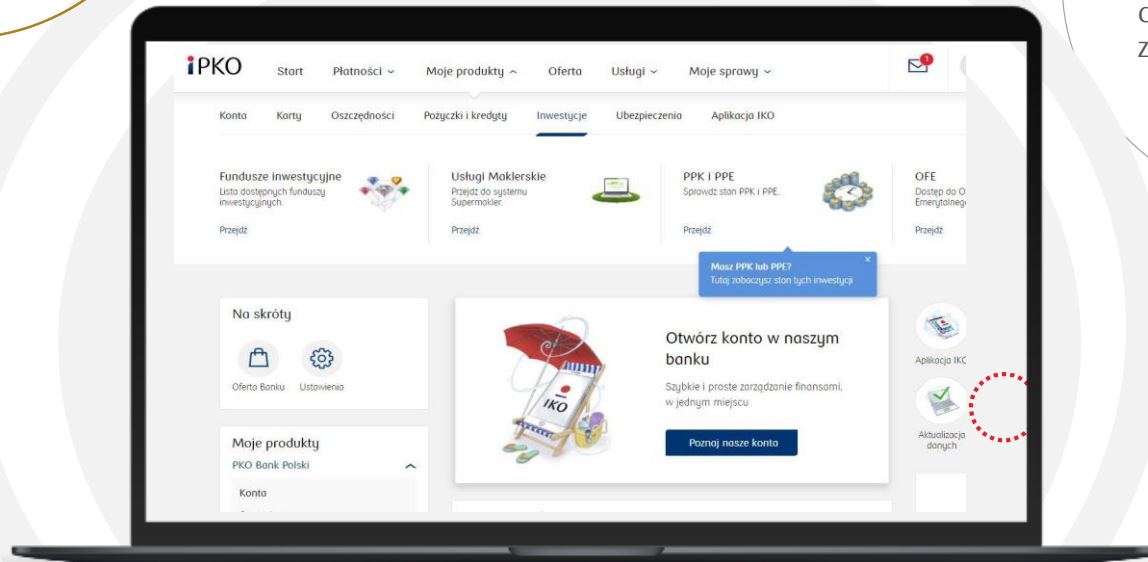 iPKO
Start Płatności Moje produkty Oferta Usługi Moje sprawy
1
Konta Karty Oszczędności Pożyczki i kredyty Inwestycje Ubezpieczenia Aplikacja IKO
Fundusze inwestycyjne
Lista dostępnych funduszy
inwestycyjnych.
Przejdź
Usługi Maklerskie
Przejdź do systemu
Supermakler.
Przejdź
PPK i PPE
Sprawdź stan PPK i PPE.
Przejdź
OFE
Dostęp do O
Emerytalneg
Przejdź
Masz PPK lub PPE?
Tutaj zobaczysz stan tych inwestycji
Na skróty
Oferta Banku Ustawienia
Moje produkty
PKO Bank Polski
Konta
IKO
Otwórz konto w naszym
banku
Szybkie i proste zarządzanie finansami,
w jednym miejscu
Poznaj nasze konta
Aplikacja IKO
Aktualizacja
danych